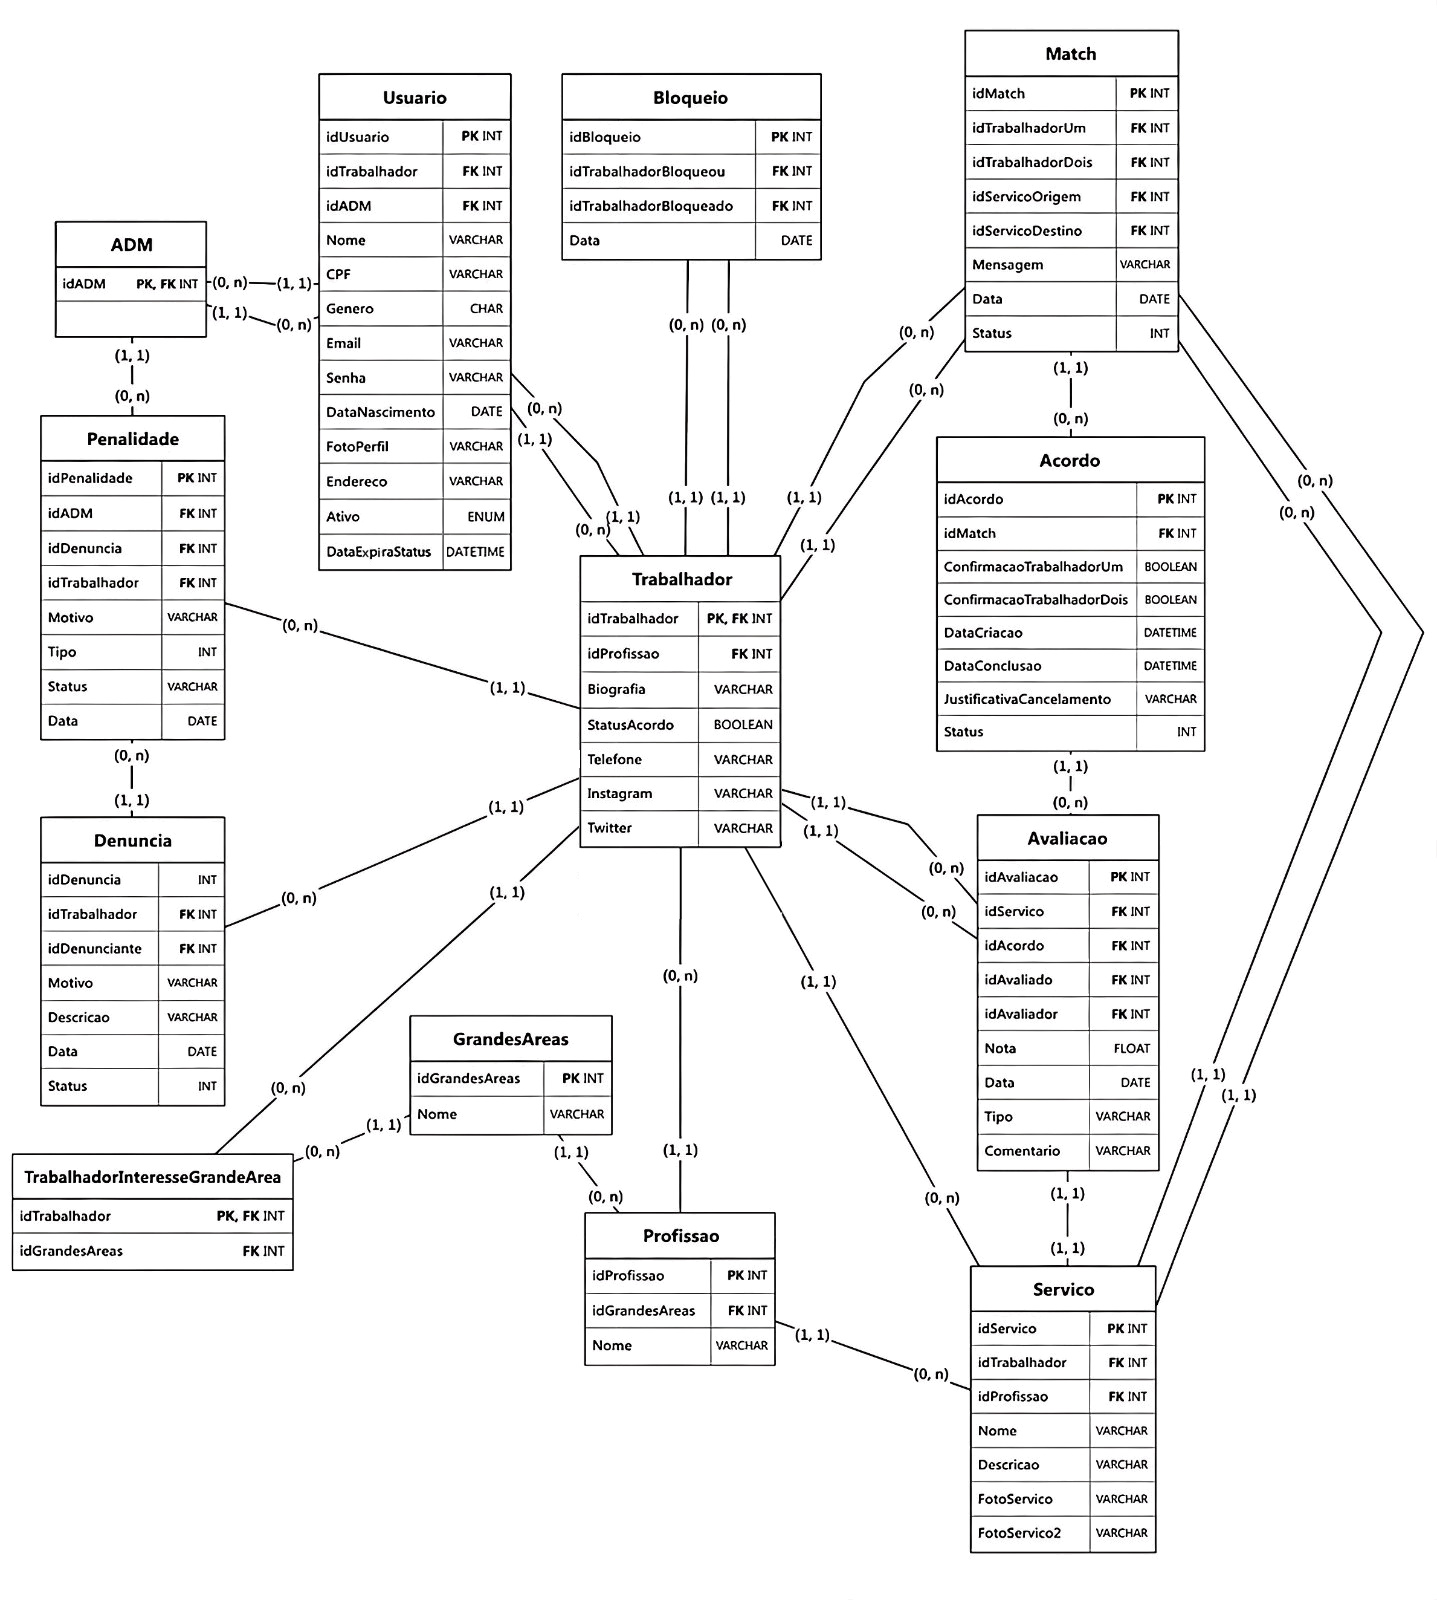 Usuario
idUsuario PK INT
idTrabalhador FK INT
idADM FK INT
Nome VARCHAR
CPF VARCHAR
Genero CHAR
Email VARCHAR
Senha VARCHAR
DataNascimento DATE
FotoPerfil VARCHAR
Endereco VARCHAR
Ativo ENUM
DataExpiraStatus DATETIME
Bloqueio
idBloqueio PK INT
idTrabalhadorBloqueou FK INT
idTrabalhadorBloqueado FK INT
Data DATE
Match
idMatch PK INT
idTrabalhadorUm FK INT
idTrabalhadorDois FK INT
idServicoOrigem FK INT
idServicoDestino FK INT
Mensagem VARCHAR
Data DATE
Status INT
ADM
idADM PK, FK INT
(0, n) (1, 1)
(1, 1) (0, n)
(1, 1)
(0, n)
Penalidade
idPenalidade PK INT
idADM FK INT
idDenuncia FK INT
idTrabalhador FK INT
Motivo VARCHAR
Tipo INT
Status VARCHAR
Data DATE
(0, n)
(1, 1)
(0, n)
(1, 1)
(0, n)
(1, 1)
(1, 1)
(0, n)
(0, n) (0, n)
(1, 1) (1, 1)
(0, n)
(0, n)
(1, 1)
(1, 1)
Trabalhador
idTrabalhador PK, FK INT
idProfissao FK INT
Biografia VARCHAR
StatusAcordo BOOLEAN
Telefone VARCHAR
Instagram VARCHAR
Twitter VARCHAR
(1, 1)
(0, n)
Acordo
idAcordo PK INT
idMatch FK INT
ConfirmacaoTrabalhadorUm BOOLEAN
ConfirmacaoTrabalhadorDois BOOLEAN
DataCriacao DATETIME
DataConclusao DATETIME
JustificativaCancelamento VARCHAR
Status INT
(0, n)
(0, n)
(1, 1)
(0, n)
(1, 1)
(1, 1)
(0, n)
(0, n)
Denuncia
idDenuncia INT
idTrabalhador FK INT
idDenunciante FK INT
Motivo VARCHAR
Descricao VARCHAR
Data DATE
Status INT
(1, 1)
(0, n)
(1, 1)
(0, n)
Avaliacao
idAvaliacao PK INT
idServico FK INT
idAcordo FK INT
idAvaliado FK INT
idAvaliador FK INT
Nota FLOAT
Data DATE
Tipo VARCHAR
Comentario VARCHAR
(0, n)
(1, 1)
(1, 1)
(0, n)
(1, 1)
(1, 1)
GrandesAreas
idGrandesAreas PK INT
Nome VARCHAR
(0, n) (1, 1)
(1, 1)
(0, n)
TrabalhadorInteresseGrandeArea
idTrabalhador PK, FK INT
idGrandesAreas FK INT
Profissao
idProfissao PK INT
idGrandesAreas FK INT
Nome VARCHAR
(1, 1)
(0, n)
(1, 1)
(1, 1)
Servico
idServico PK INT
idTrabalhador FK INT
idProfissao FK INT
Nome VARCHAR
Descricao VARCHAR
FotoServico VARCHAR
FotoServico2 VARCHAR